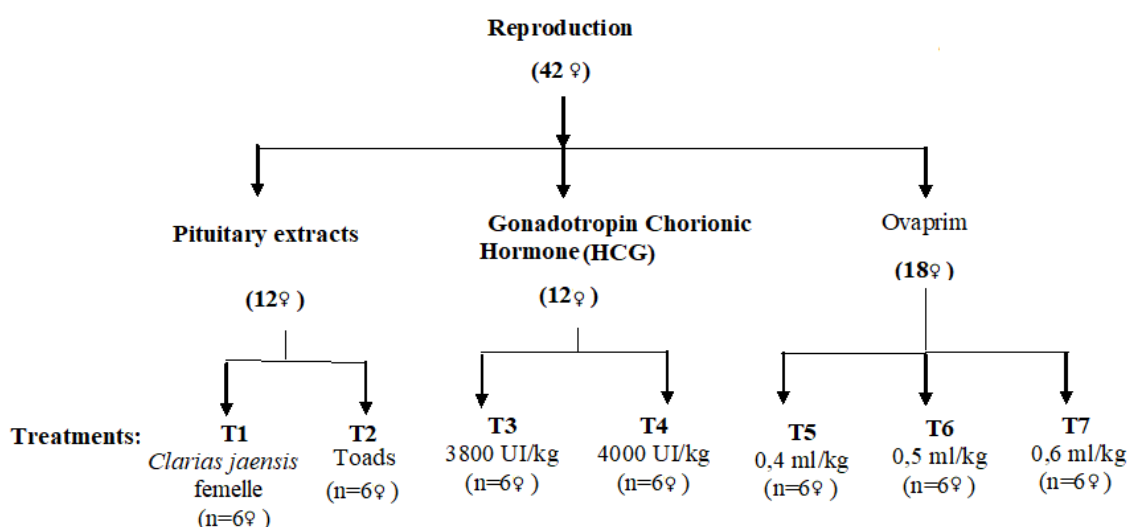 Reproduction
(42 ♀)
Pituitary extracts
(12♀ )
Gonadotropin Chorionic
Hormone (HCG)
(12♀ )
Ovaprim
(18♀)
Treatments:
T1
Clarias jaensis
femelle
(n=6♀ )
T2
Toads
(n=6♀ )
T3
3800 UI/kg
(n=6♀ )
T4
4000 UI/kg
(n=6♀ )
T5
0,4 ml/kg
(n=6♀ )
T6
0,5 ml/kg
(n=6♀ )
T7
0,6 ml/kg
(n=6♀ )